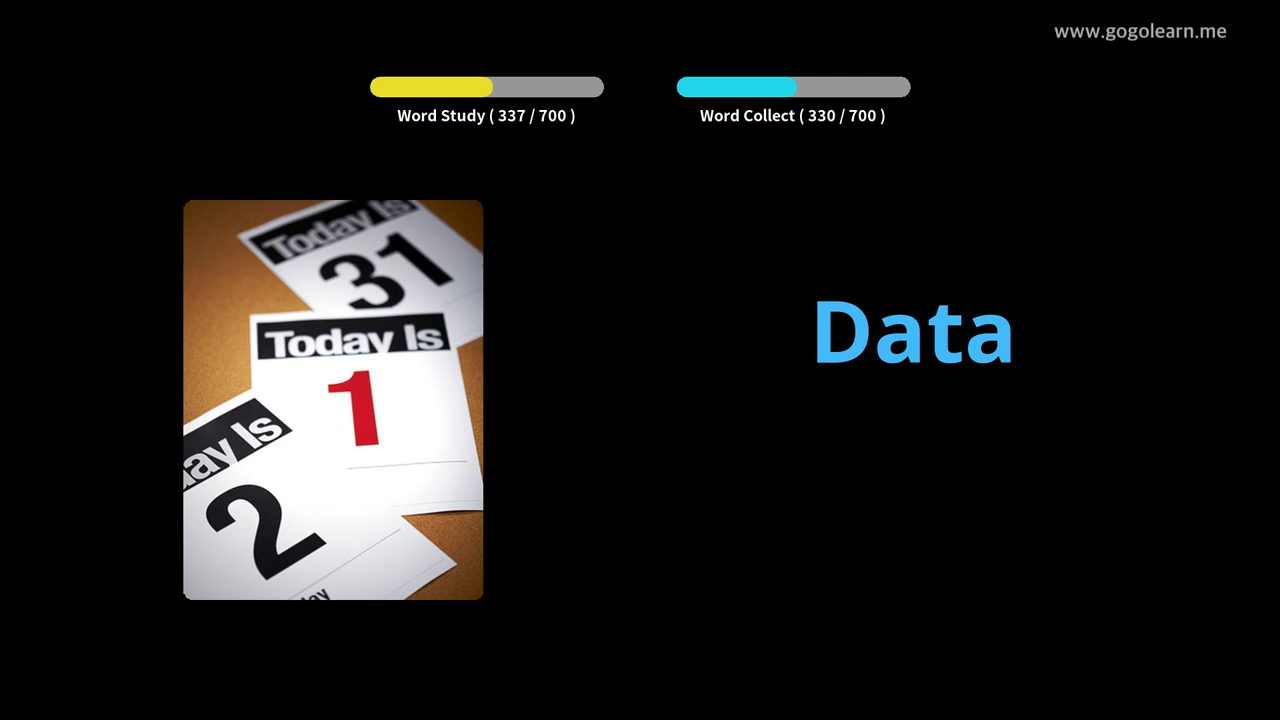 www.gogolearn.me
Word Study ( 337 / 700 )
Word Collect ( 330 / 700 )
Today Is
31
Today Is
1
day Is
2
Data